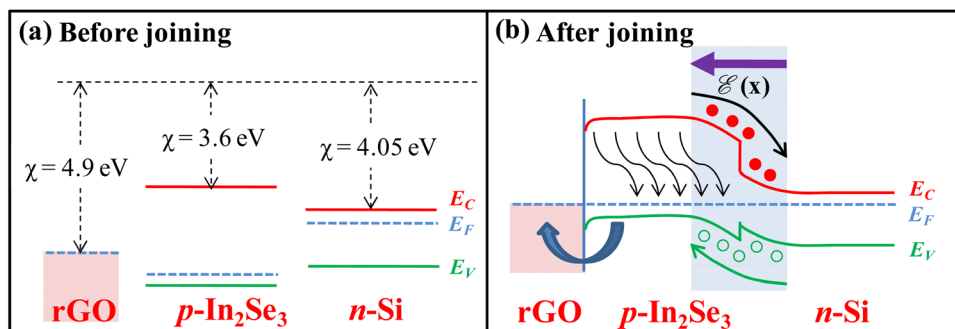 (a) Before joining
χ = 4.9 eV
χ = 3.6 eV
χ = 4.05 eV
E_C
E_F
E_V
rGO
p-In₂Se₃
n-Si
(b) After joining
ℰ (x)
E_C
E_F
E_V
rGO
p-In₂Se₃
n-Si